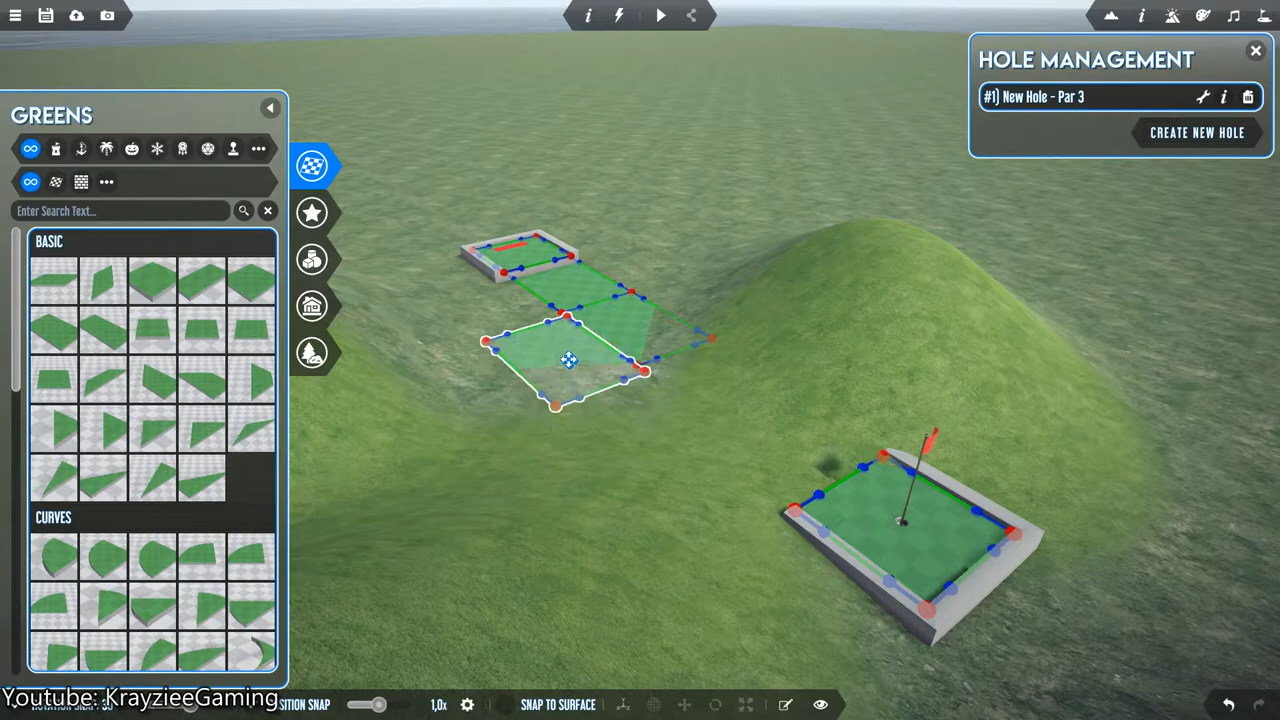 HOLE MANAGEMENT
#1) New Hole - Par 3
CREATE NEW HOLE
GREENS
Enter Search Text...
BASIC
CURVES
Youtube: KrayzieeGaming
SITION SNAP
1,0x
SNAP TO SURFACE